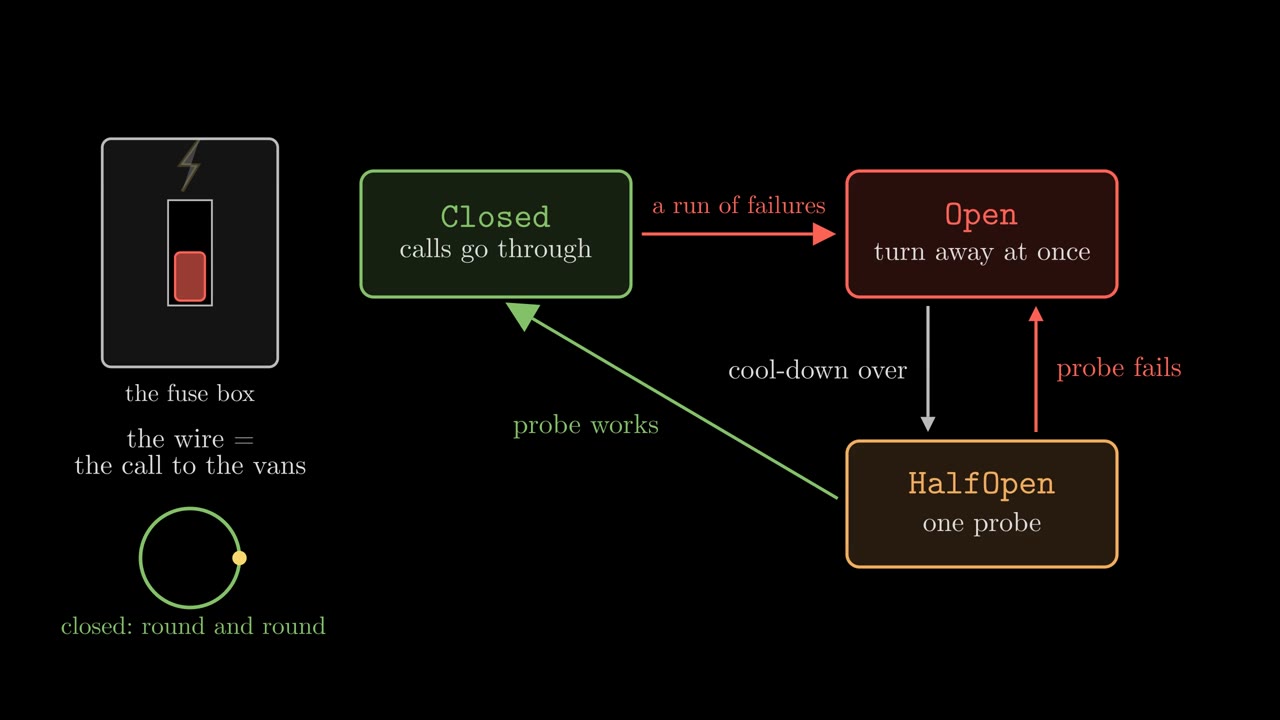 the fuse box
the wire =
the call to the vans
closed: round and round
Closed
calls go through
a run of failures
Open
turn away at once
cool-down over
probe fails
probe works
HalfOpen
one probe